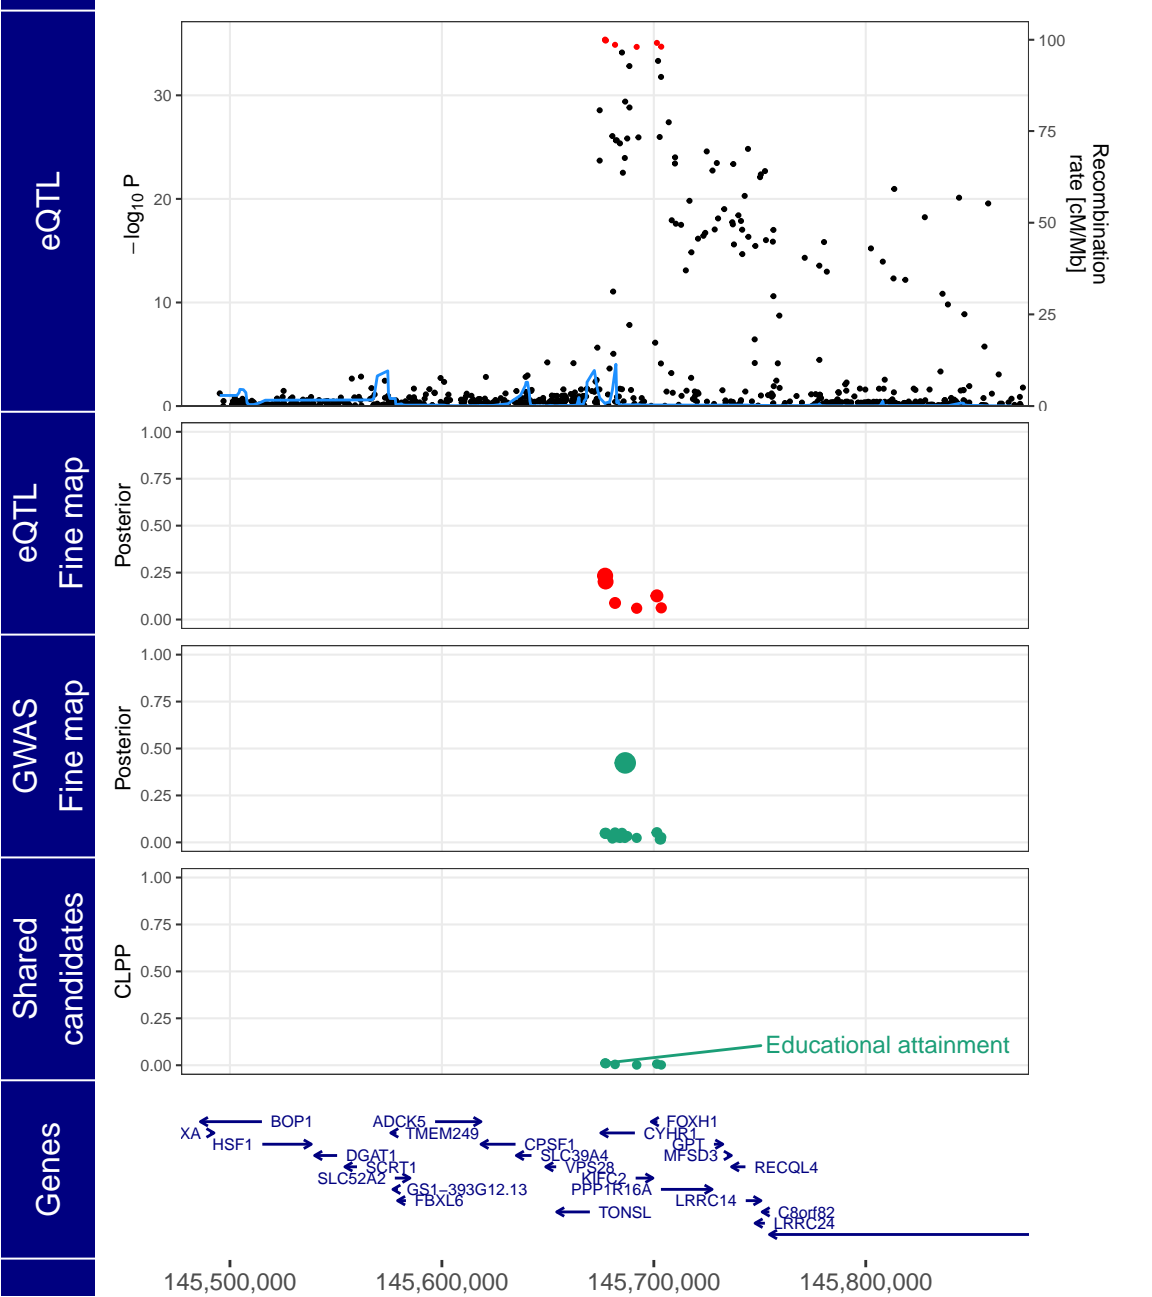 eQTL
−log10 P
30
20
10
0
100
75
50
25
0
Recombination
rate [cM/Mb]
eQTL
Fine map
Posterior
1.00
0.75
0.50
0.25
0.00
GWAS
Fine map
Posterior
1.00
0.75
0.50
0.25
0.00
Shared
candidates
CLPP
1.00
0.75
0.50
0.25
0.00
Educational attainment
Genes
BOP1 ADCK5 FOXH1
XA TMEM249 CYHR1
HSF1 CPSF1 GPT
DGAT1 SLC39A4 MFSD3
SCRT1 VPS28 RECQL4
SLC52A2 KIFC2
GS1−393G12.13 PPP1R16A
FBXL6 LRRC14
TONSL C8orf82
LRRC24
145,500,000 145,600,000 145,700,000 145,800,000